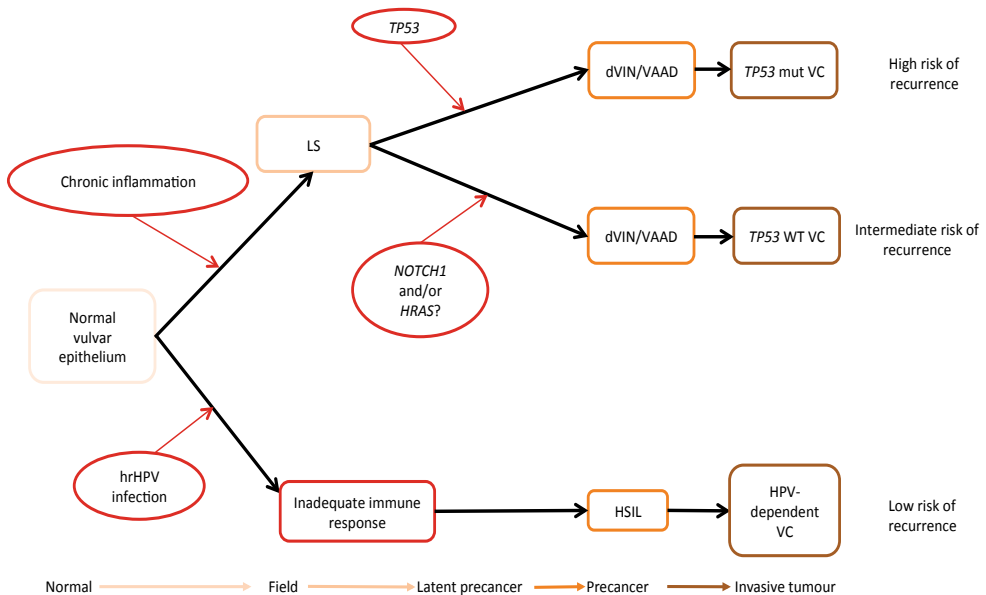 TP53
dVIN/VAAD
TP53 mut VC
High risk of
recurrence
LS
Chronic inflammation
dVIN/VAAD
TP53 WT VC
Intermediate risk of
recurrence
NOTCH1
and/or
HRAS?
Normal
vulvar
epithelium
hrHPV
infection
Inadequate immune
response
HSIL
HPV-
dependent
VC
Low risk of
recurrence
Normal
Field
Latent precancer
Precancer
Invasive tumour